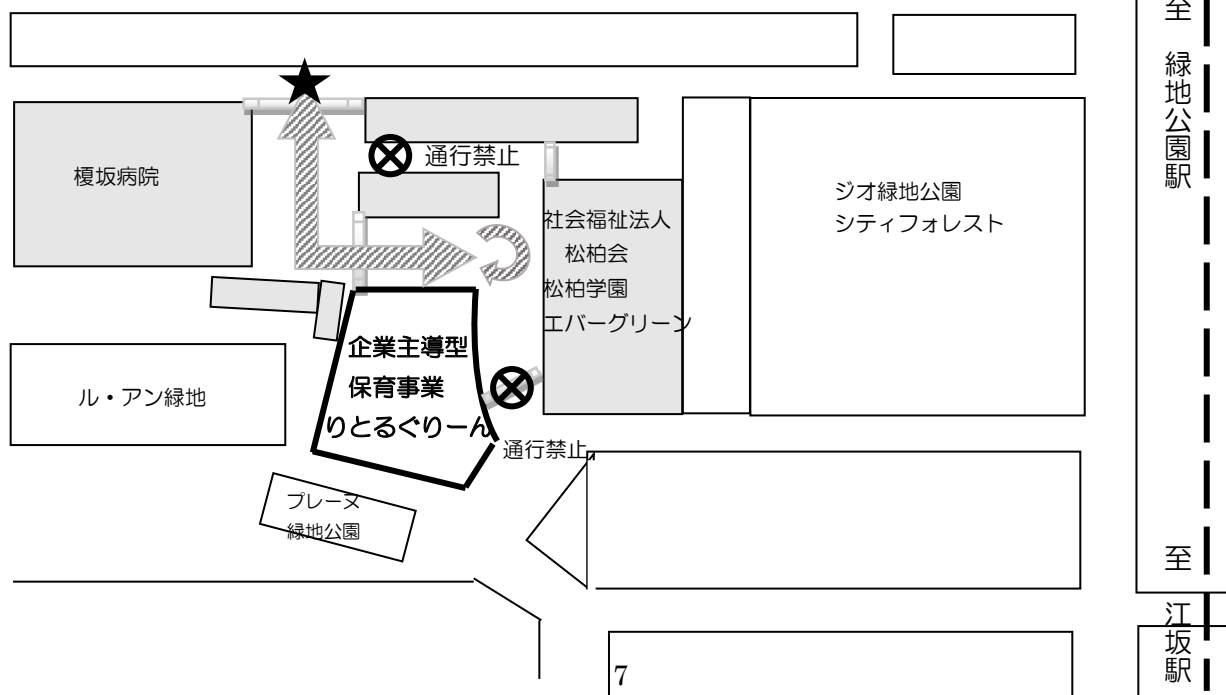 至 緑地公園駅
通行禁止
榎坂病院
ジオ緑地公園
シティフォレスト
社会福祉法人
松柏会
松柏学園
エバーグリーン
企業主導型
保育事業
りとるぐりーん
ル・アン緑地
通行禁止
プレーヌ
緑地公園
至 江坂駅
7